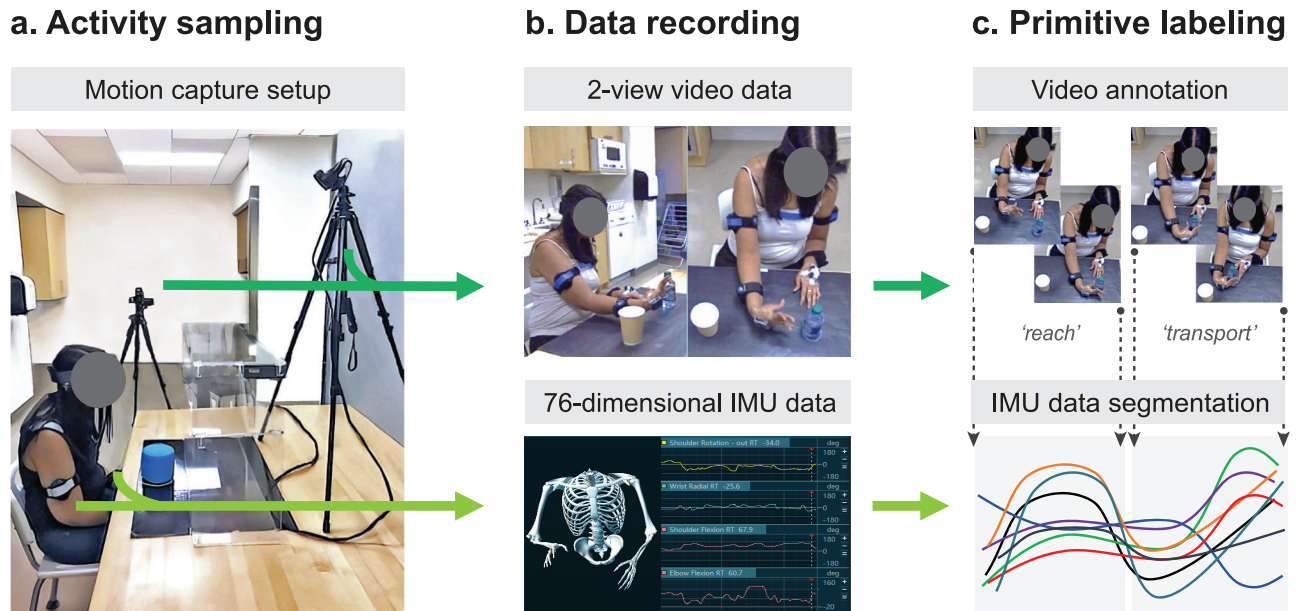 a. Activity sampling
b. Data recording
c. Primitive labeling
Motion capture setup
2-view video data
Video annotation
'reach'
'transport'
76-dimensional IMU data
IMU data segmentation
Shoulder Rotation - out RT -34.0
deg
180
0
-180
Wrist Radial RT -25.6
180
0
-180
Shoulder Flexion RT 67.9
180
0
-180
Elbow Flexion RT 60.7
deg
160
-20